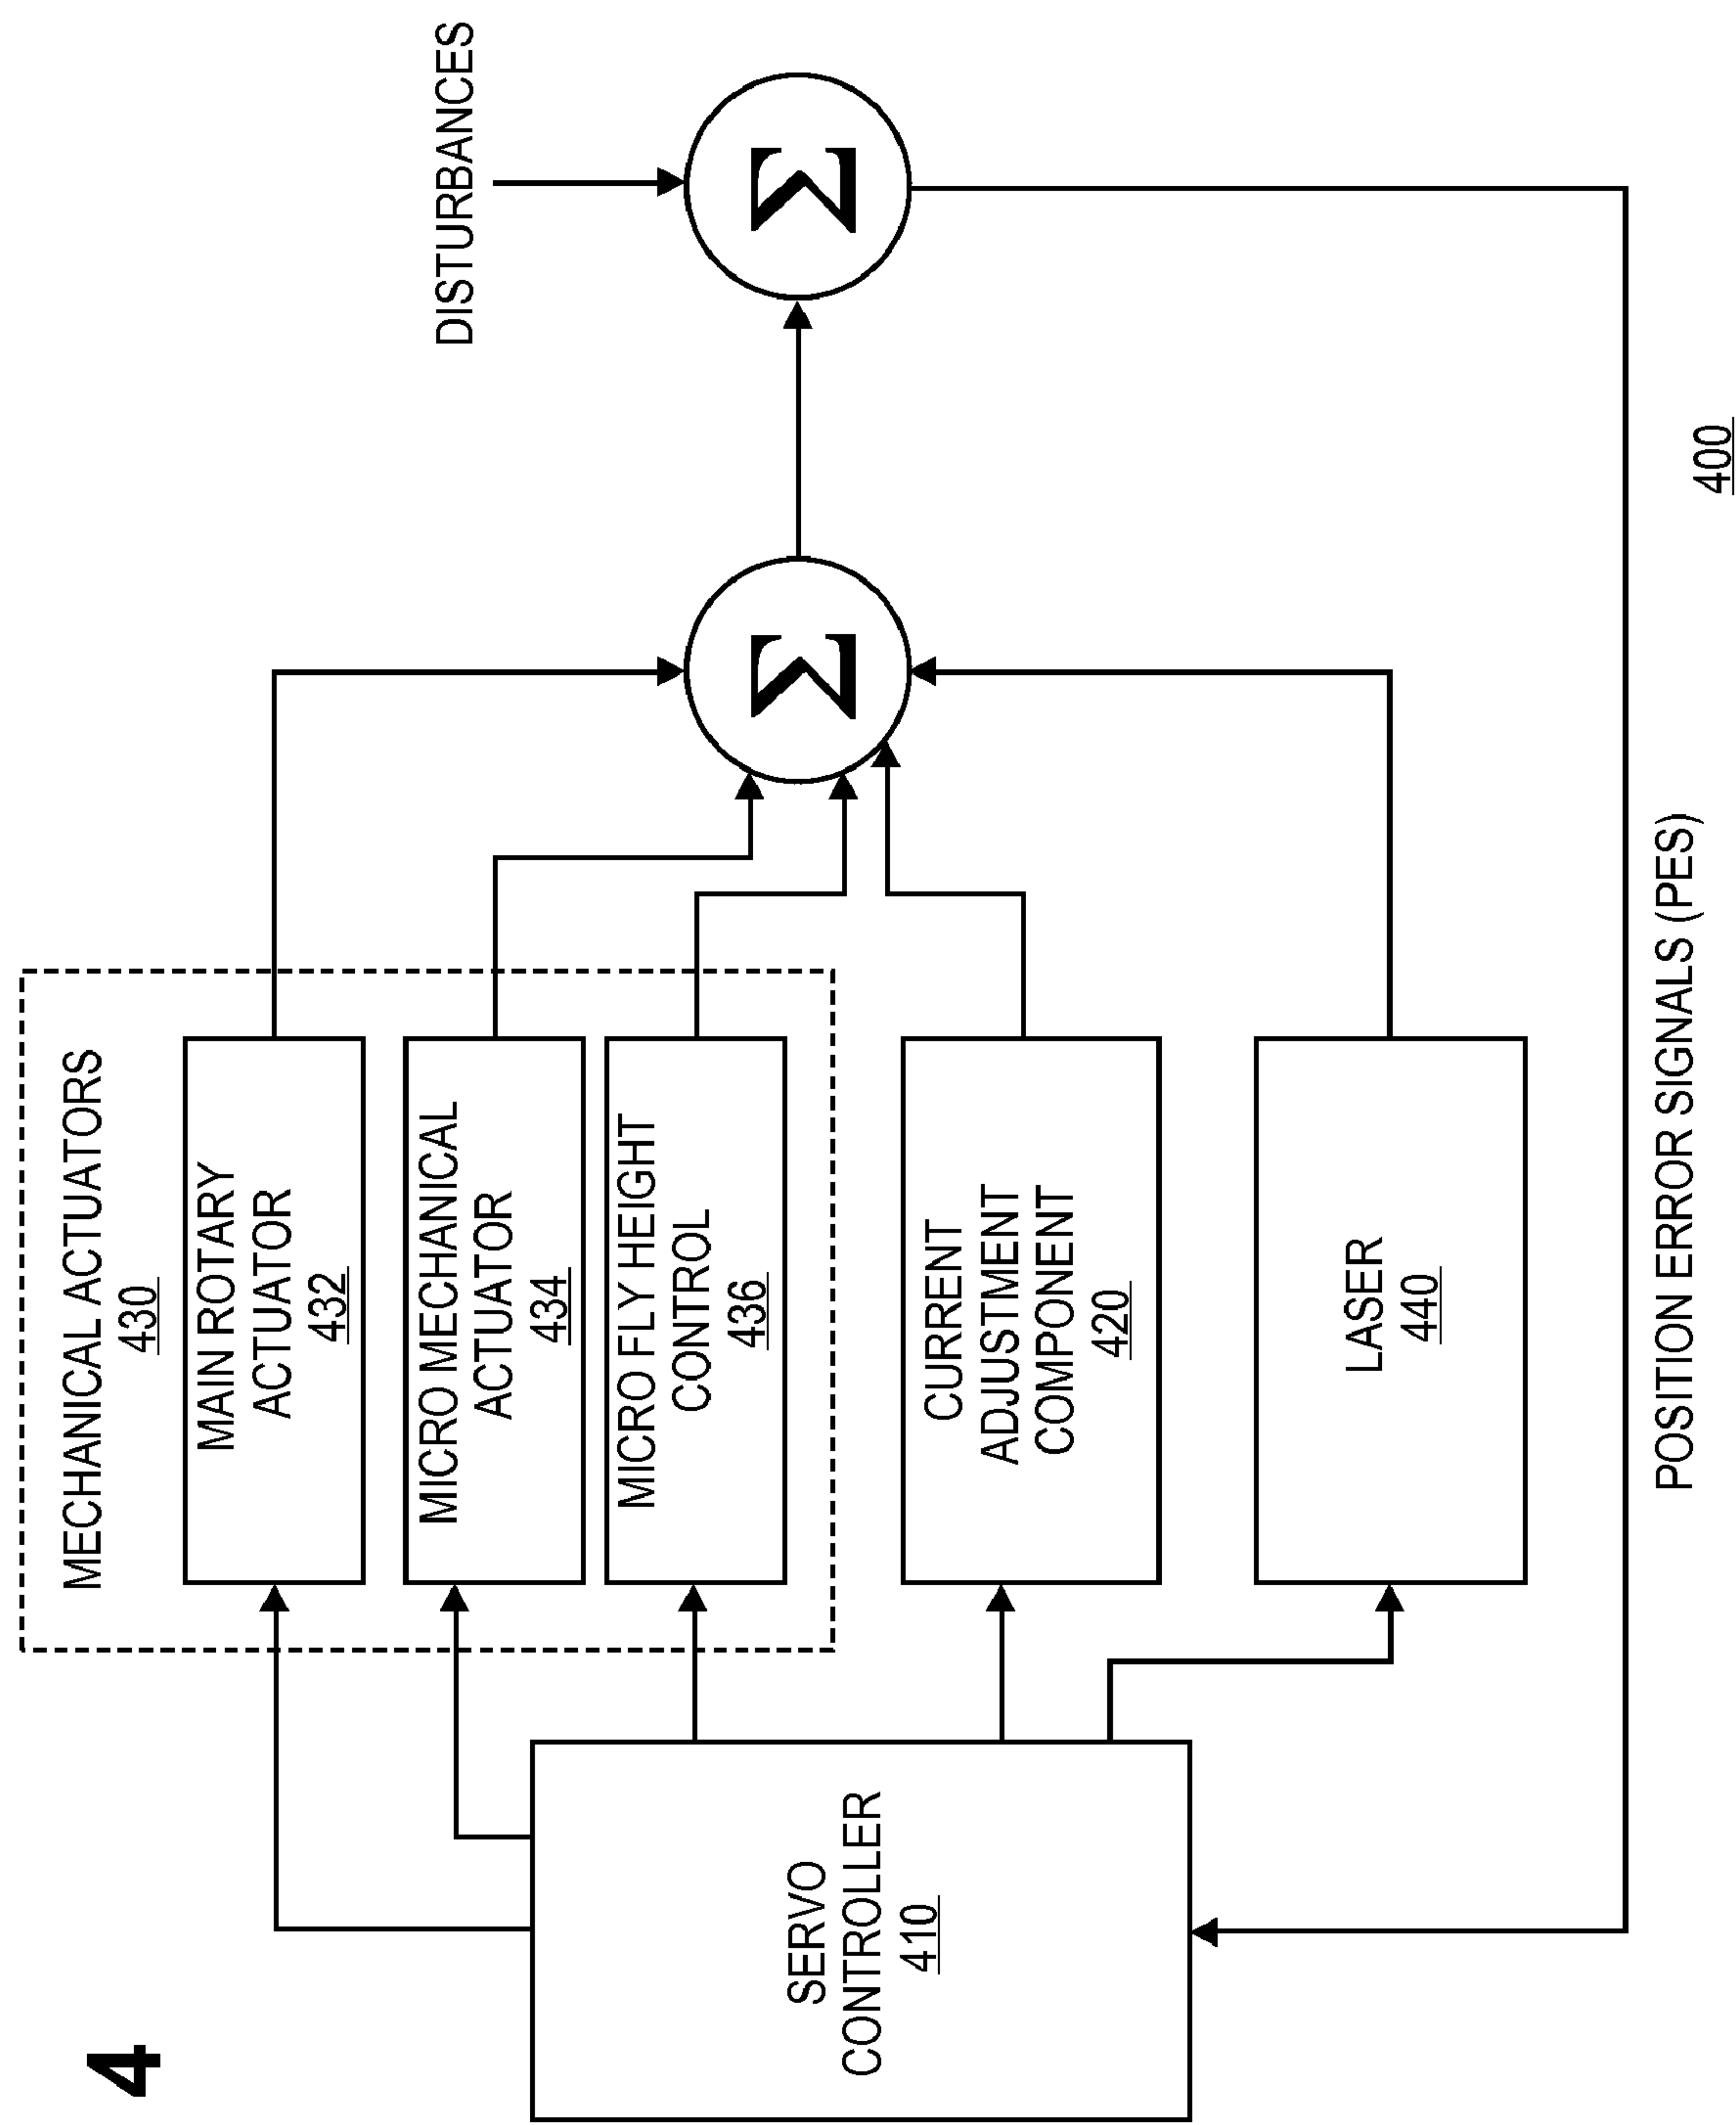 4
MECHANICAL ACTUATORS
430
MAIN ROTARY
ACTUATOR
432
MICRO MECHANICAL
ACTUATOR
434
MICRO FLY HEIGHT
CONTROL
436
CURRENT
ADJUSTMENT
COMPONENT
420
LASER
440
SERVO
CONTROLLER
410
Σ
DISTURBANCES
Σ
POSITION ERROR SIGNALS (PES)
400